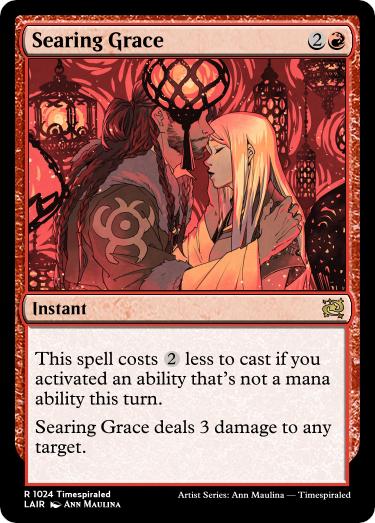 Searing Grace 2
Instant
This spell costs 2 less to cast if you
activated an ability that's not a mana
ability this turn.
Searing Grace deals 3 damage to any
target.
R 1024 Timespiraled
LAIR Ann Maulina
Artist Series: Ann Maulina — Timespiraled